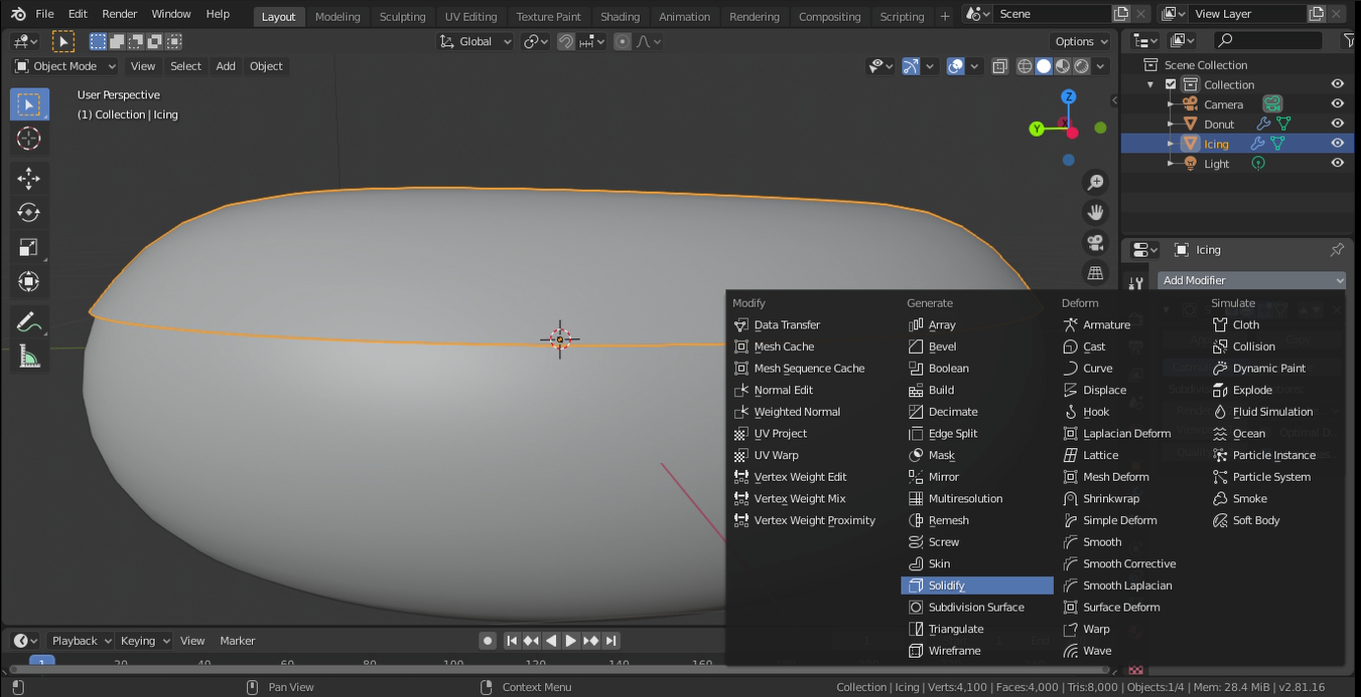 File Edit Render Window Help Layout Modeling Sculpting UV Editing Texture Paint Shading Animation Rendering Compositing Scripting + Scene View Layer
Global Options
Object Mode View Select Add Object
User Perspective
(1) Collection | Icing
Z
Y
Scene Collection
Collection
Camera
Donut
Icing
Light
Icing
Add Modifier
Modify Generate Deform Simulate
Data Transfer Array Armature Cloth
Mesh Cache Bevel Cast Collision
Mesh Sequence Cache Boolean Curve Dynamic Paint
Normal Edit Build Displace Explode
Weighted Normal Decimate Hook Fluid Simulation
UV Project Edge Split Laplacian Deform Ocean
UV Warp Mask Lattice Particle Instance
Vertex Weight Edit Mirror Mesh Deform Particle System
Vertex Weight Mix Multiresolution Shrinkwrap Smoke
Vertex Weight Proximity Remesh Simple Deform Soft Body
Screw Smooth
Skin Smooth Corrective
Solidify Smooth Laplacian
Subdivision Surface Surface Deform
Triangulate Warp
Wireframe Wave
Playback Keying View Marker
1 20 40 60 80 100 120 140 160
Pan View Context Menu Collection | Icing | Verts:4,100 | Faces:4,000 | Tris:8,000 | Objects:1/4 | Mem: 28.4 MiB | v2.81.16